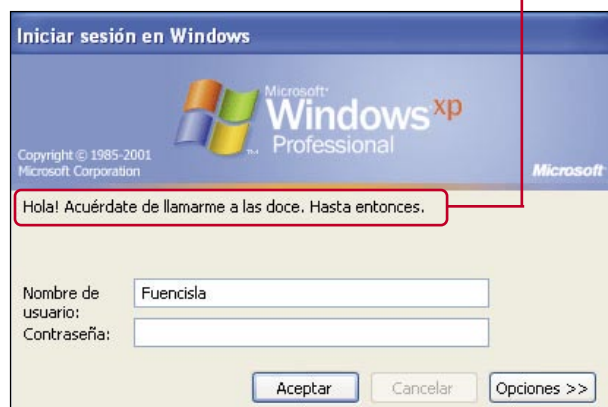 Iniciar sesión en Windows
Microsoft
Windows xp
Professional
Copyright © 1985-2001
Microsoft Corporation
Microsoft
Hola! Acuérdate de llamarme a las doce. Hasta entonces.
Nombre de
usuario:
Fuencisla
Contraseña:
Aceptar
Cancelar
Opciones >>